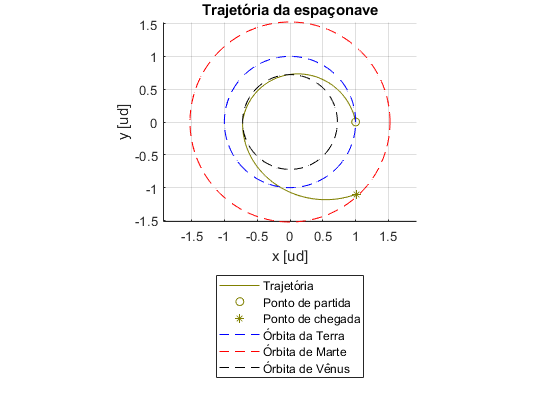 Trajetória da espaçonave
1.5
1
0.5
0
-0.5
-1
-1.5
y [ud]
-1.5 -1 -0.5 0 0.5 1 1.5
x [ud]
Trajetória
Ponto de partida
Ponto de chegada
Órbita da Terra
Órbita de Marte
Órbita de Vênus